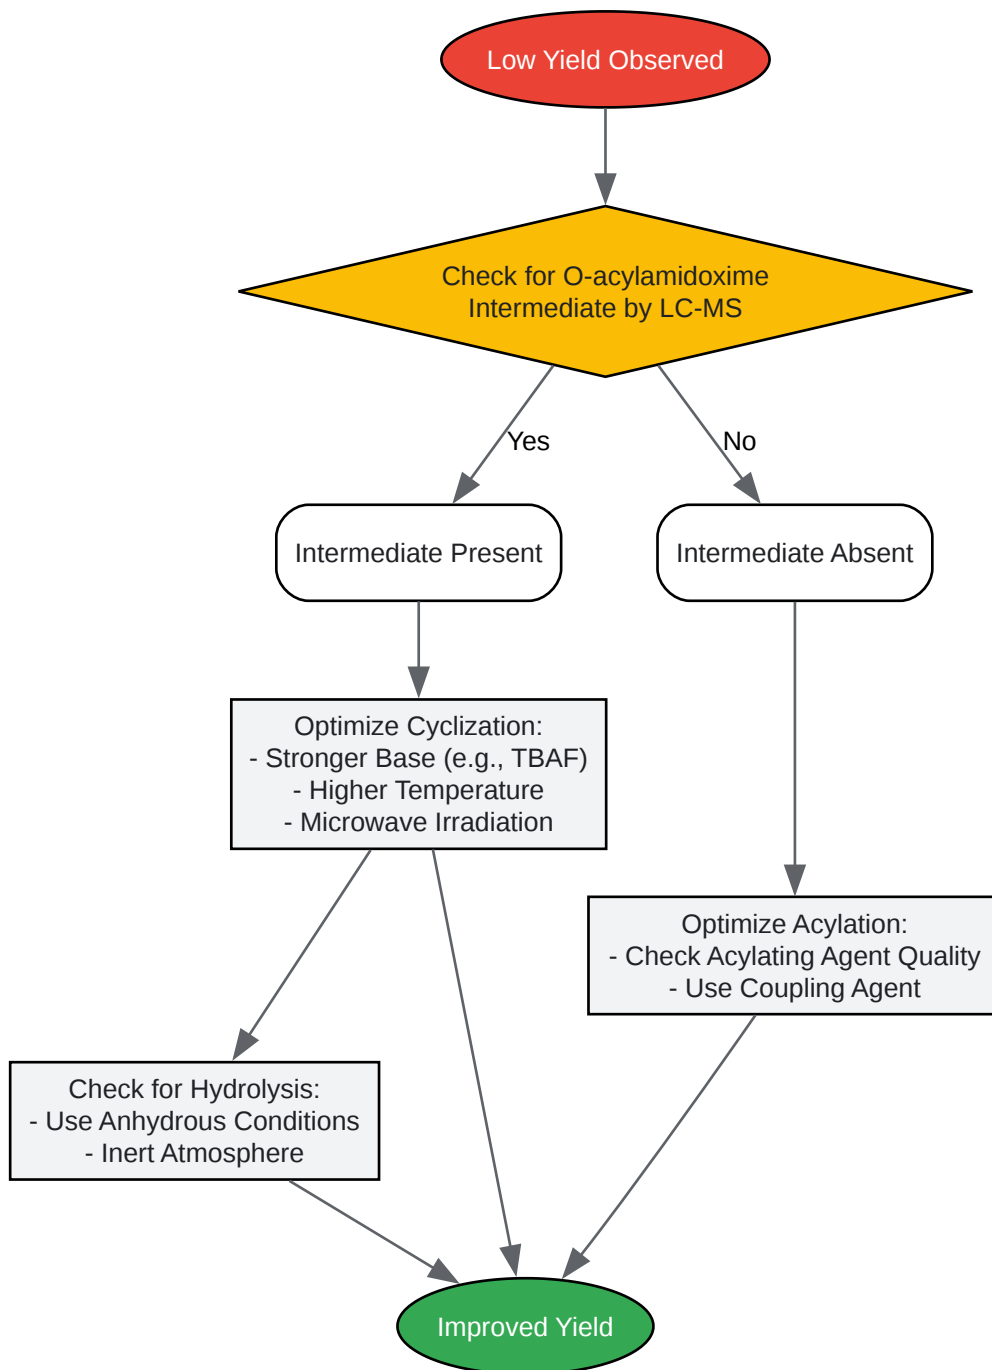 Low Yield Observed
Check for O-acylamidoxime
Intermediate by LC-MS
Yes
No
Intermediate Present
Intermediate Absent
Optimize Cyclization:
- Stronger Base (e.g., TBAF)
- Higher Temperature
- Microwave Irradiation
Optimize Acylation:
- Check Acylating Agent Quality
- Use Coupling Agent
Check for Hydrolysis:
- Use Anhydrous Conditions
- Inert Atmosphere
Improved Yield